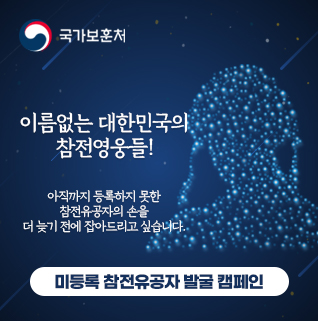 국가보훈처
이름없는 대한민국의
참전영웅들!
아직까지 등록하지 못한
참전유공자의 손을
더 늦기 전에 잡아드리고 싶습니다.
미등록 참전유공자 발굴 캠페인